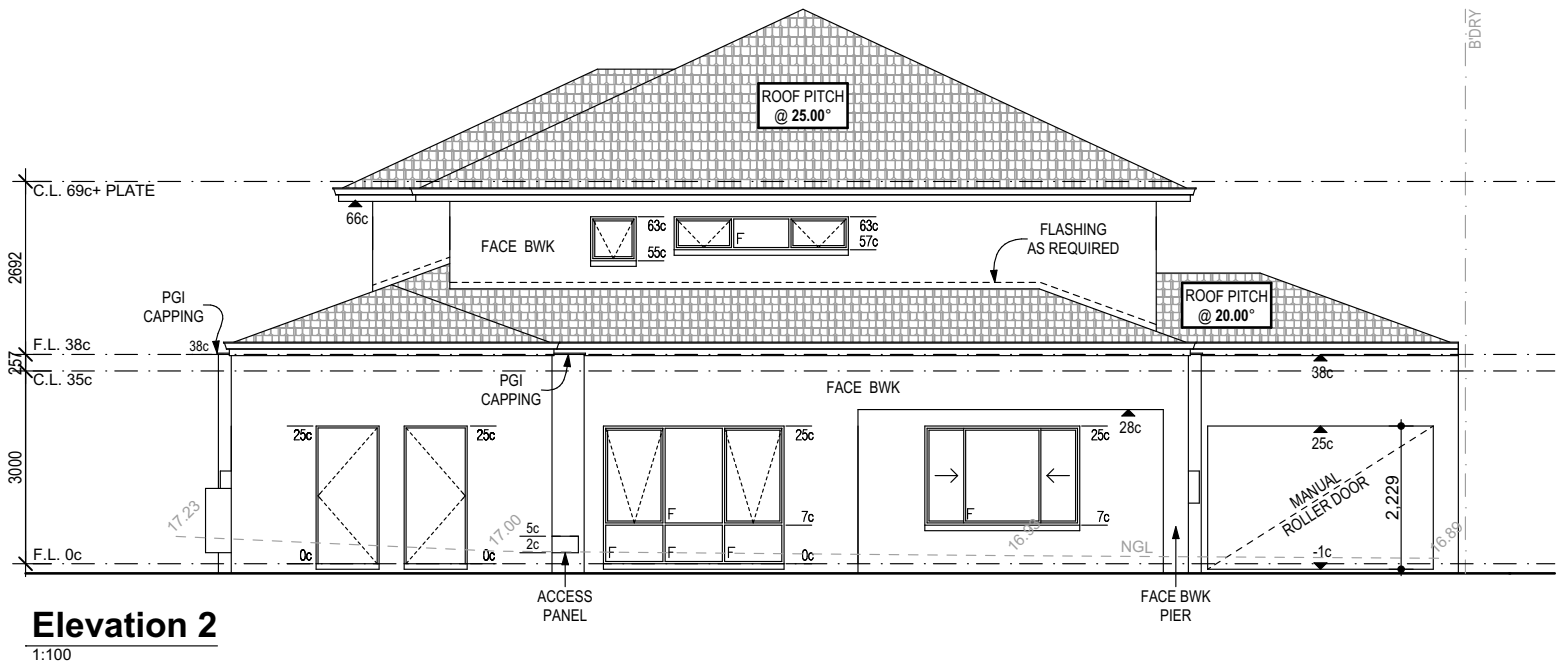 B'DRY
ROOF PITCH
@ 25.00°
C.L. 69c+ PLATE
66c
63c
55c
F
63c
57c
FACE BWK
FLASHING
AS REQUIRED
2692
PGI
CAPPING
ROOF PITCH
@ 20.00°
F.L. 38c
38c
257
C.L. 35c
PGI
CAPPING
FACE BWK
38c
28c
25c
25c
25c
25c
25c
3000
MANUAL
ROLLER DOOR
2,229
17.23
17.00
F
7c
F
7c
5c
2c
F.L. 0c
0c
0c
F
F
F
0c
NGL
-1c
16.89
ACCESS
PANEL
FACE BWK
PIER
Elevation 2
1:100